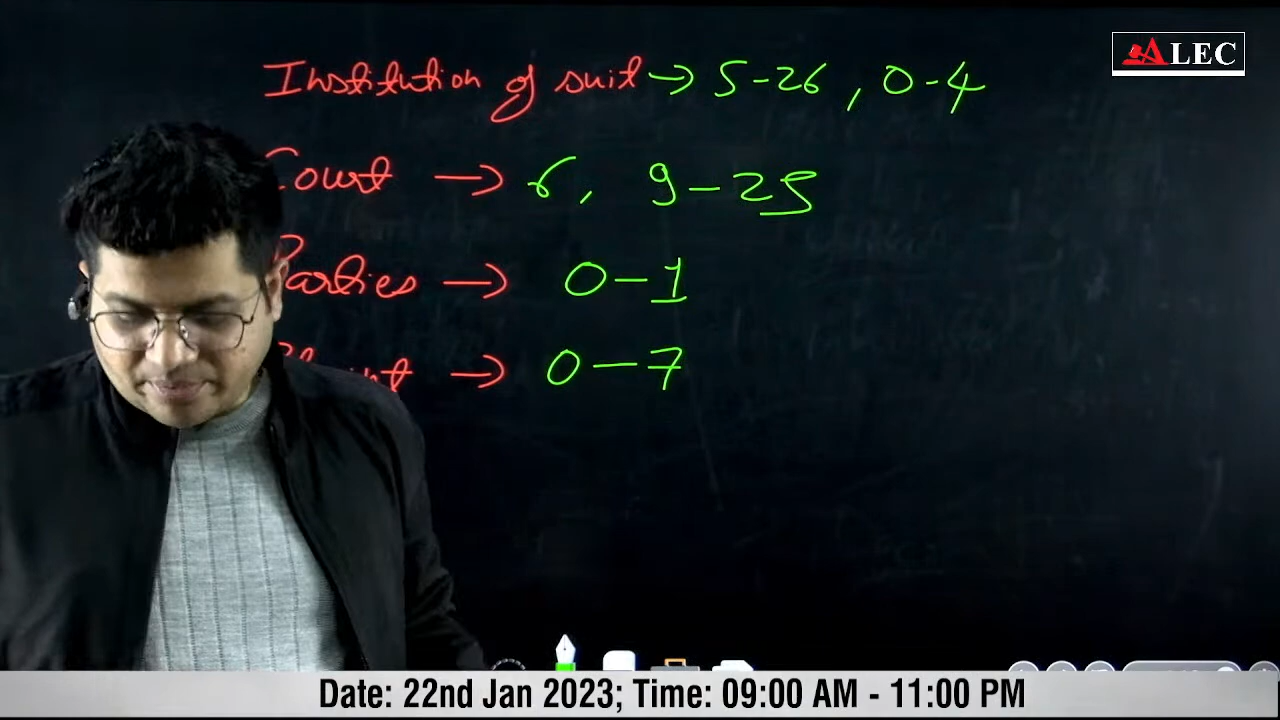 ALEC
Institution of suit → S-26, O-4
Court → 6, 9-25
Parties → O-1
→ O-7
Date: 22nd Jan 2023; Time: 09:00 AM - 11:00 PM